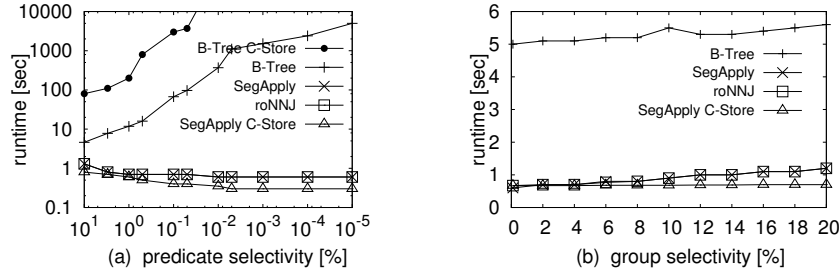 10000
1000
100
10
1
0.1
runtime [sec]
B-Tree C-Store
B-Tree
SegApply
roNNJ
SegApply C-Store
10^1 10^0 10^-1 10^-2 10^-3 10^-4 10^-5
(a) predicate selectivity [%]
6
5
4
3
2
1
0
runtime [sec]
B-Tree
SegApply
roNNJ
SegApply C-Store
0 2 4 6 8 10 12 14 16 18 20
(b) group selectivity [%]